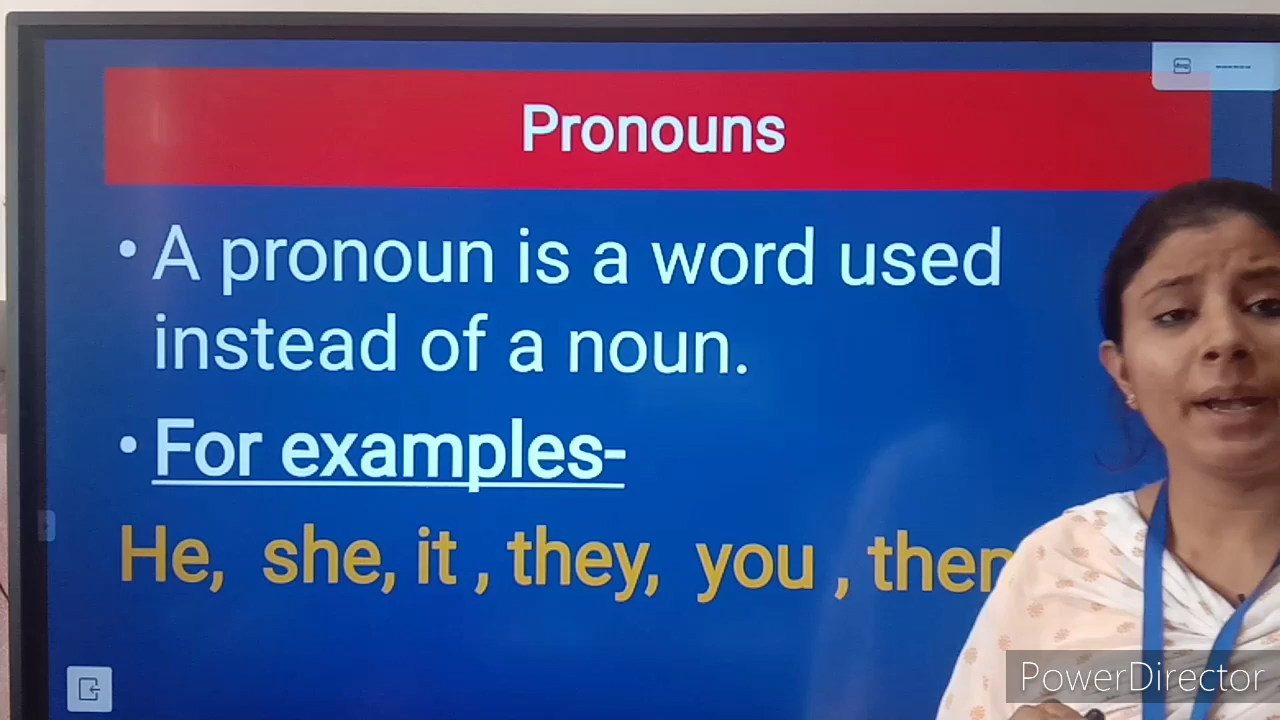 Pronouns
• A pronoun is a word used
instead of a noun.
• For examples-
He, she, it , they, you ,
PowerDirector